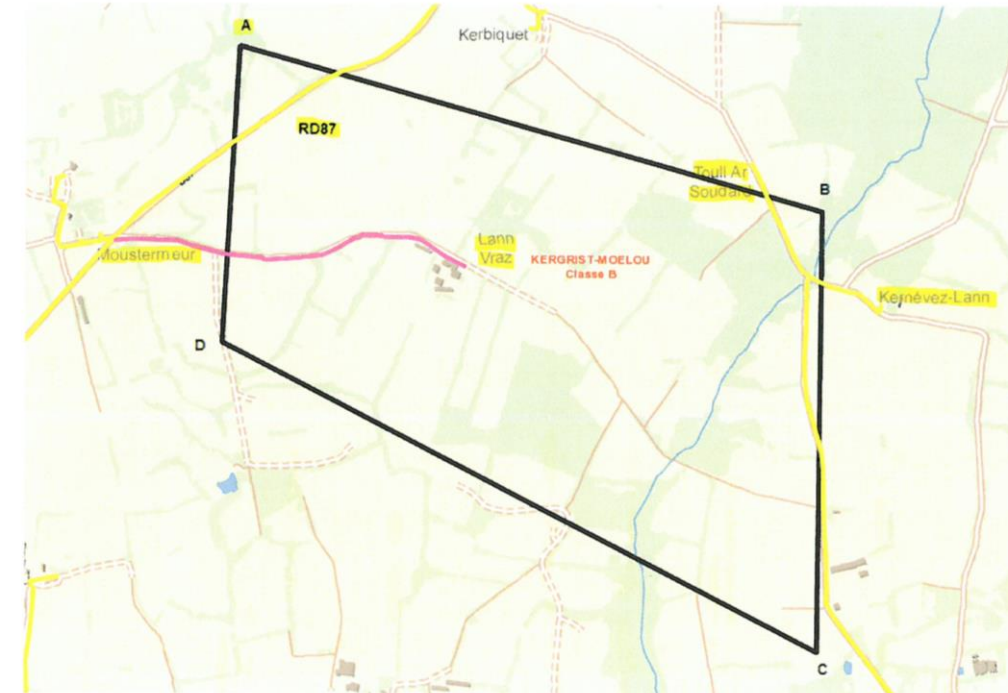 A
Kerbiquet
RD87
Toull Ar
Soudard
B
Moustermeur
Lann
Vraz
KERGRIST-MOELOU
Classe B
Kernévez-Lann
D
C